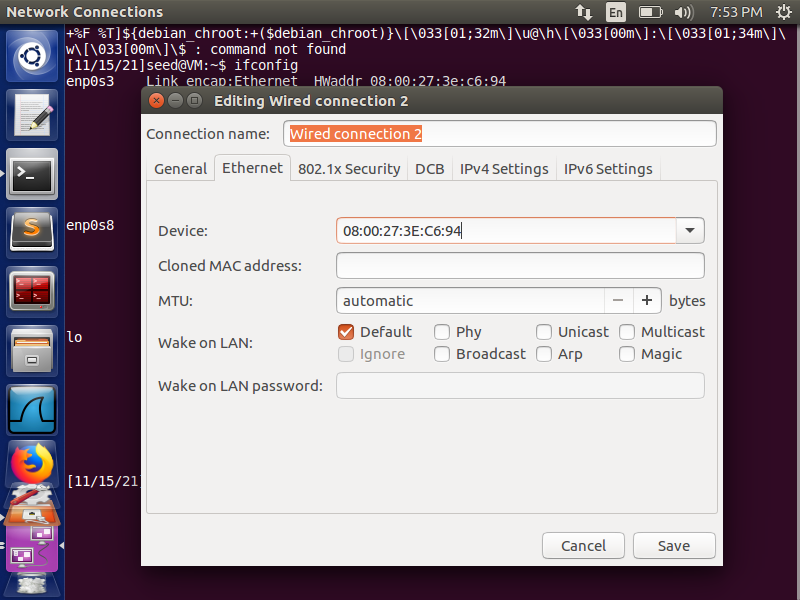 Network Connections
En
7:53 PM
+%F %T]${debian_chroot:+($debian_chroot)}\[\033[01;32m\]\u@\h\[\033[00m\]:\[\033[01;34m\]\
w\[\033[00m\]\$ : command not found
[11/15/21]seed@VM:~$ ifconfig
enp0s3 Link encap:Ethernet HWaddr 08:00:27:3e:c6:94
Editing Wired connection 2
Connection name: Wired connection 2
General Ethernet 802.1x Security DCB IPv4 Settings IPv6 Settings
enp0s8
Device: 08:00:27:3E:C6:94
Cloned MAC address:
MTU: automatic − + bytes
Wake on LAN:
Default Phy Unicast Multicast
lo
Ignore Broadcast Arp Magic
Wake on LAN password:
[11/15/21]
Cancel Save